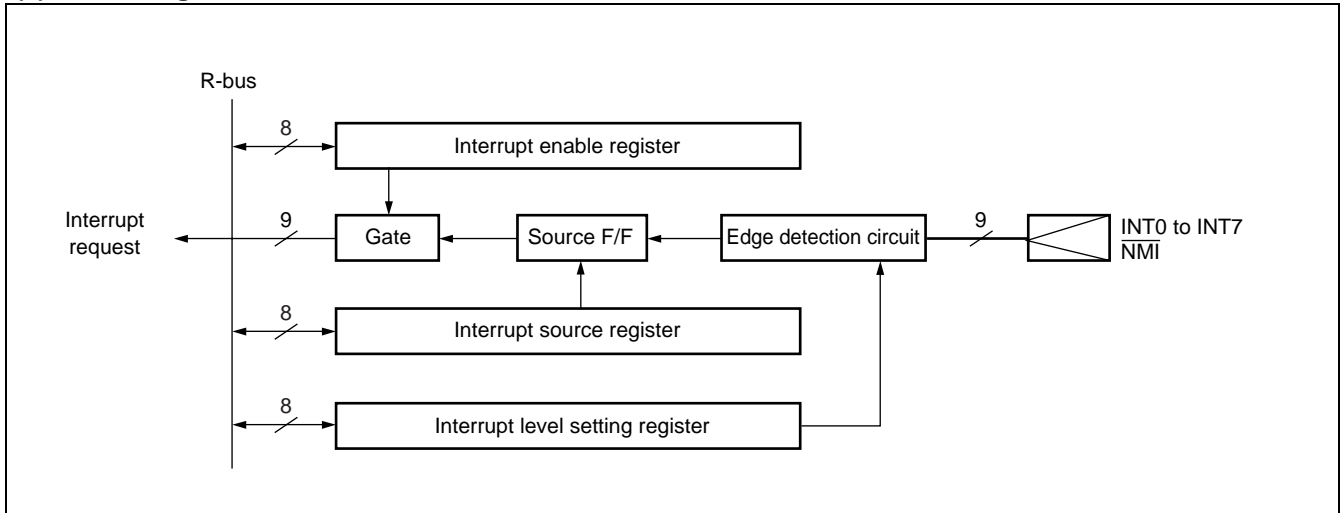 R-bus
8
Interrupt enable register
Interrupt
request
9
Gate
Source F/F
Edge detection circuit
9
INT0 to INT7
NMI
8
Interrupt source register
8
Interrupt level setting register